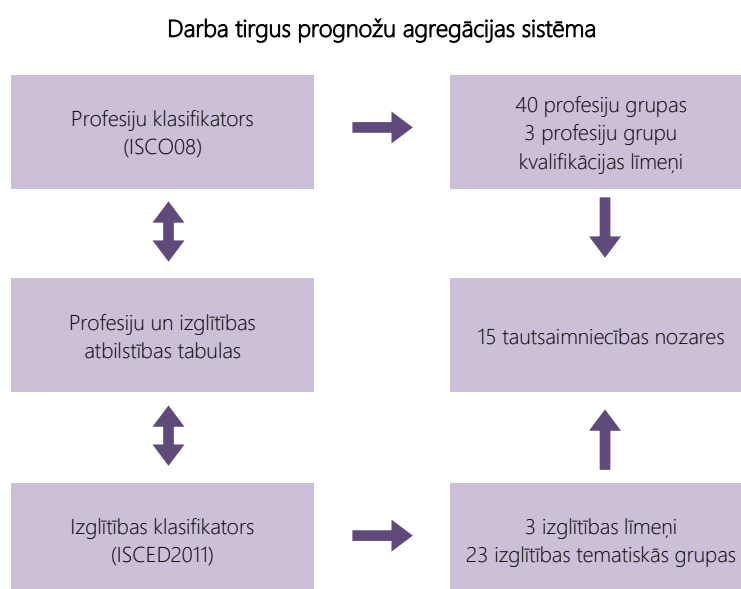 Darba tirgus prognožu agregācijas sistēma
Profesiju klasifikators
(ISCO08)
40 profesiju grupas
3 profesiju grupu
kvalifikācijas līmeņi
Profesiju un izglītības
atbilstības tabulas
15 tautsaimniecības nozares
Izglītības klasifikators
(ISCED2011)
3 izglītības līmeņi
23 izglītības tematiskās grupas